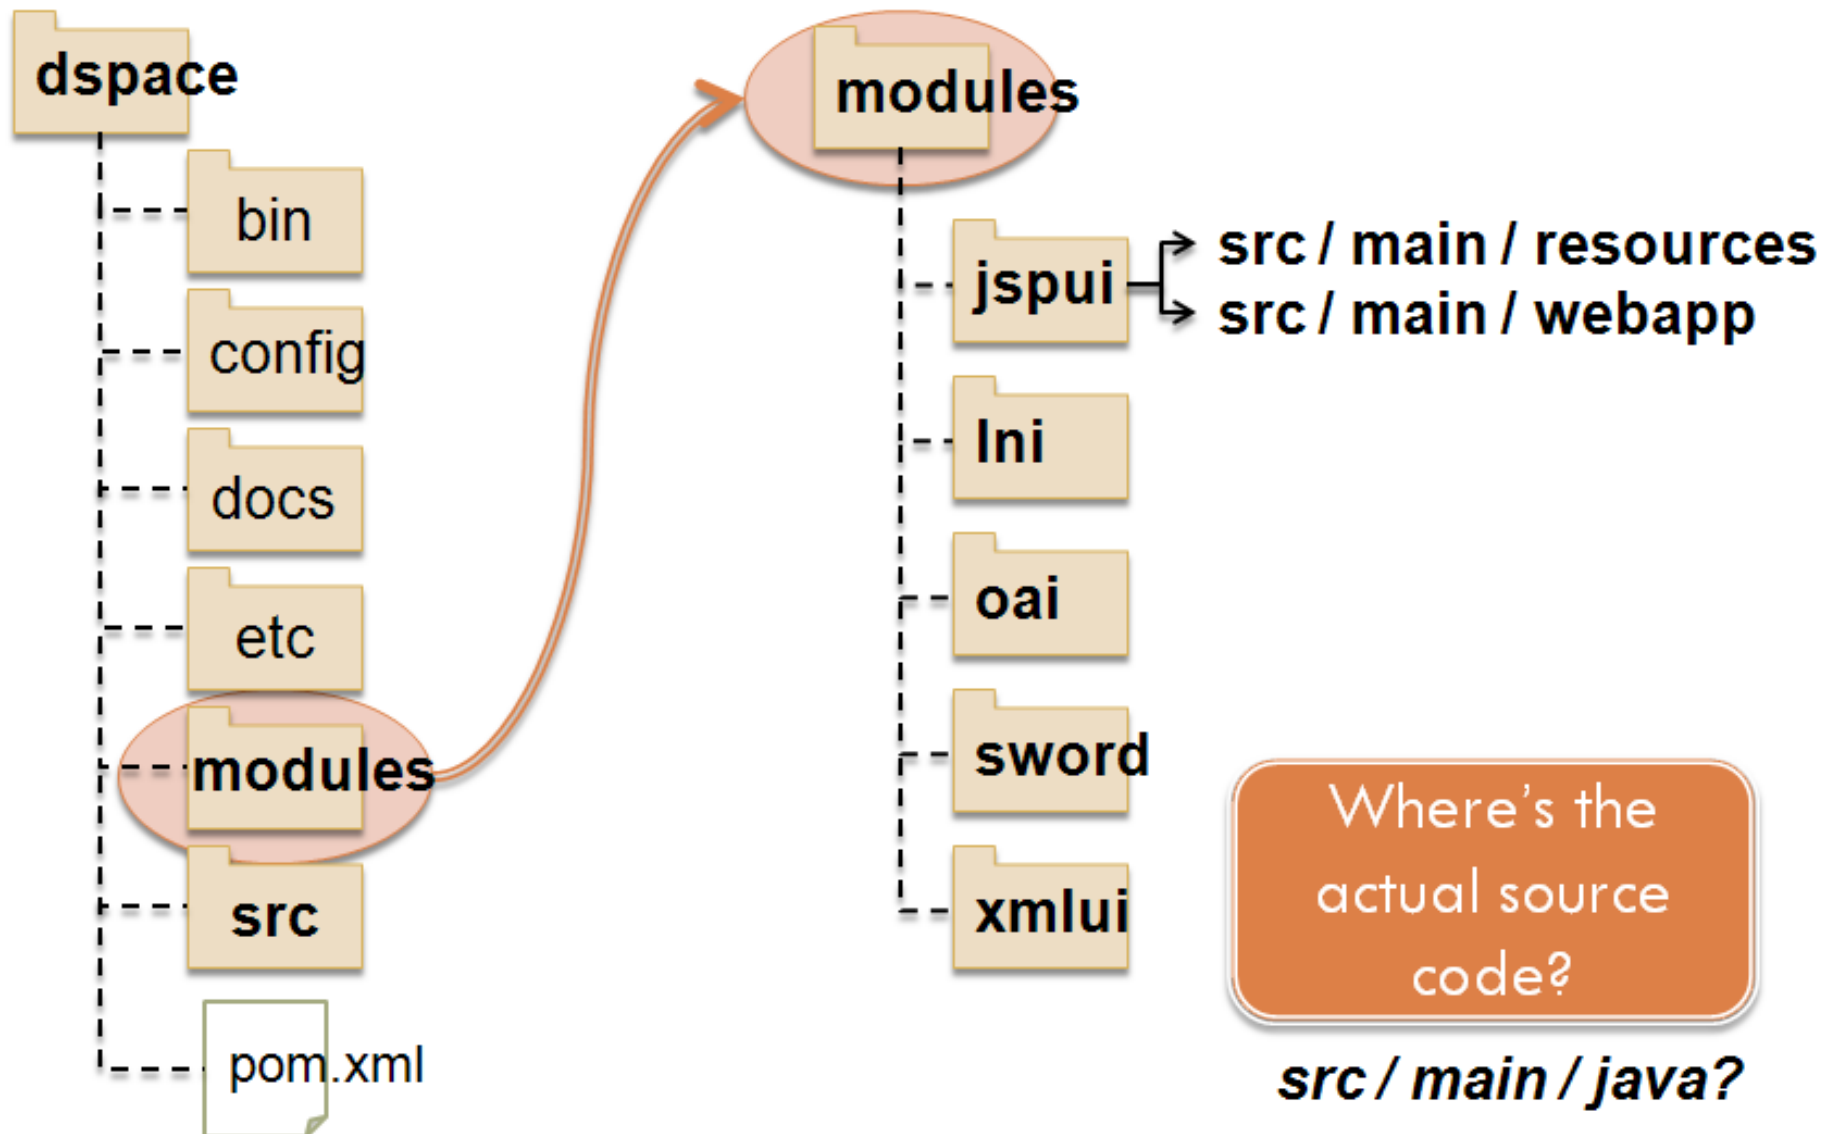 dspace
bin
config
docs
etc
modules
src
pom.xml
modules
jspui
src / main / resources
src / main / webapp
lni
oai
sword
xmlui
Where’s the
actual source
code?
src / main / java?